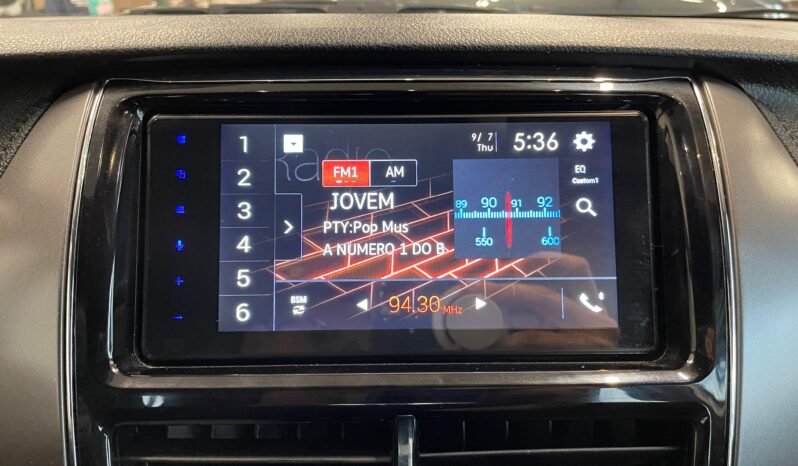 1
2
3
4
5
6
Radio
FM1 AM
9/ 7
Thu
5:36
EQ
Custom1
JOVEM
PTY:Pop Mus
A NUMERO 1 DO B
89 90 91 92
550 600
BSM
94.30 MHz